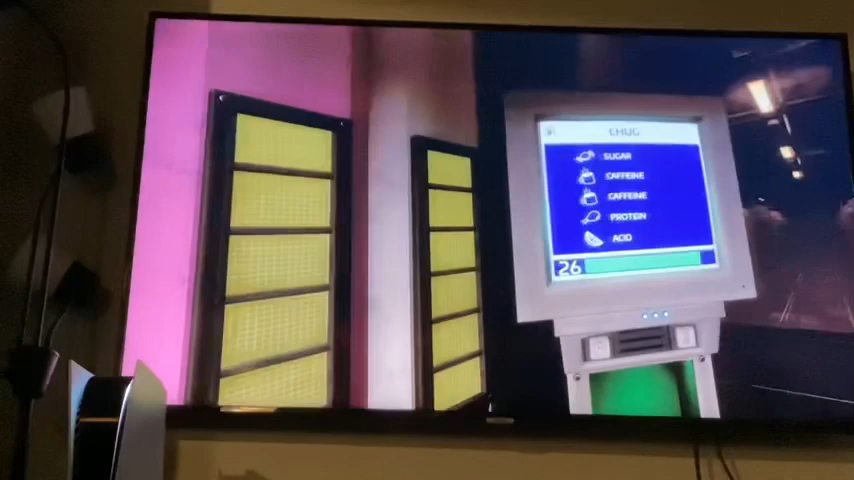 CHUG
SUGAR
CAFFEINE
CAFFEINE
PROTEIN
ACID
26